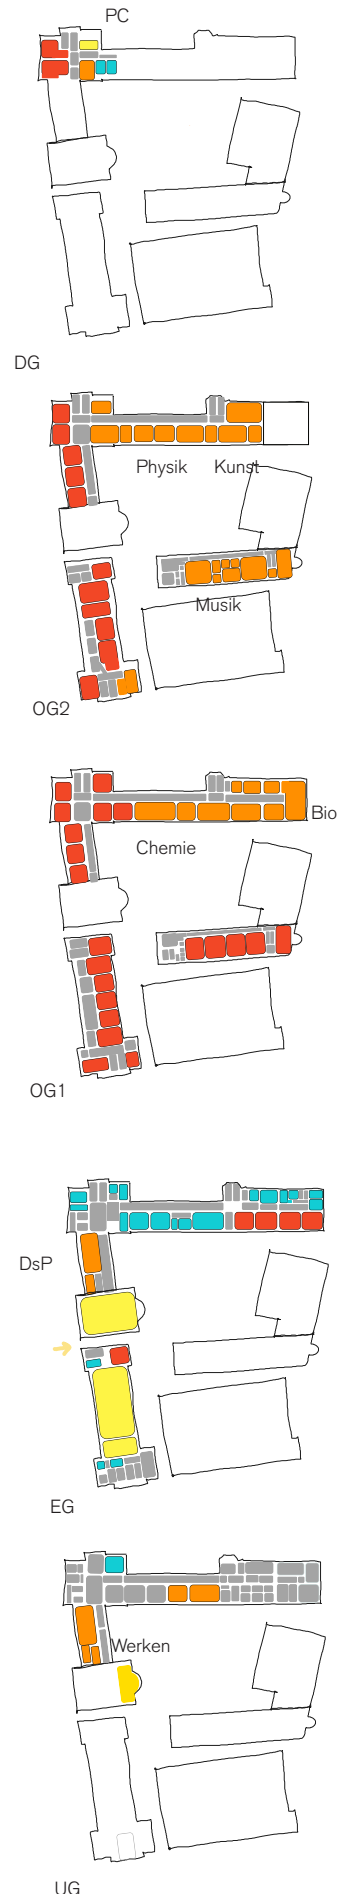 PC
DG
Physik Kunst
Musik
OG2
Bio
Chemie
OG1
DsP
EG
Werken
UG